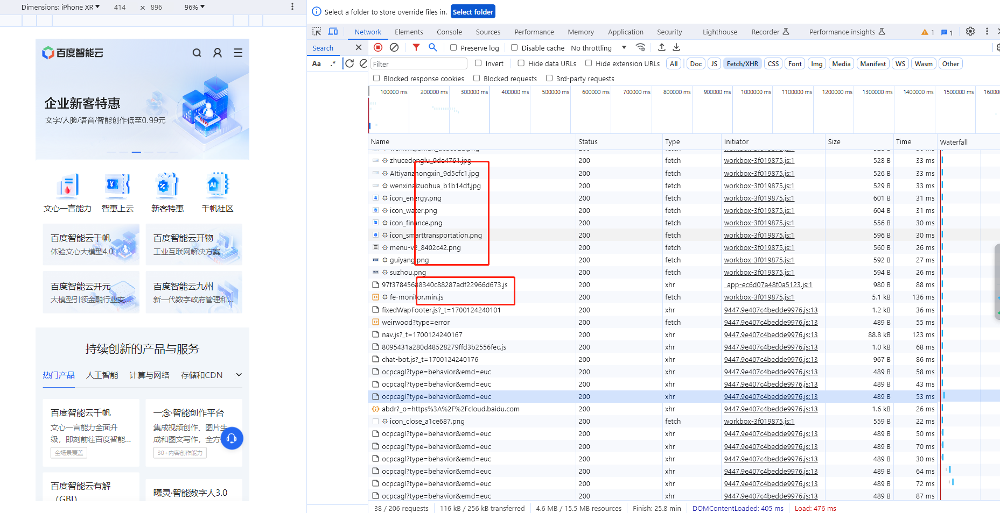 Dimensions: iPhone XR ▼ 414 × 896 96% ▼
百度智能云
企业新客特惠
文字/人脸/语音/智能创作低至0.99元
文心一言能力 智惠上云 新客特惠 千帆社区
百度智能云千帆
体验文心大模型4.0
百度智能云开物
工业互联网解决方案
百度智能云开元
大模型引领金融行业变...
百度智能云九州
新一代数字政府管理和...
持续创新的产品与服务
热门产品 人工智能 计算与网络 存储和CDN
百度智能云千帆
文心一言能力全面升
级，即刻前往百度智能...
全场景覆盖
一念·智能创作平台
集成视频创作、图片生
成和图文写作，全方
30+内容创作能力
百度智能云有解
（GBI）
曦灵·智能数字人3.0
Select a folder to store override files in. Select folder
Network Elements Console Sources Performance Memory Application Security Lighthouse Recorder Performance insights 1 1
Search Preserve log Disable cache No throttling
Aa .* Filter Invert Hide data URLs Hide extension URLs All Doc JS Fetch/XHR CSS Font Img Media Manifest WS Wasm Other
Blocked response cookies Blocked requests 3rd-party requests
100000 ms 200000 ms 300000 ms 400000 ms 500000 ms 600000 ms 700000 ms 800000 ms 900000 ms 1000000 ms 1100000 ms 1200000 ms 1300000 ms 1400000 ms 1500000 ms
Name Status Type Initiator Size Time Waterfall
zhucedenglu_9de4761.jpg 200 fetch workbox-3f019875.js:1 528 B 33 ms
AItiyanzhongxin_9d5cfc1.jpg 200 fetch workbox-3f019875.js:1 526 B 33 ms
wenxinaizuohua_b1b14df.jpg 200 fetch workbox-3f019875.js:1 529 B 33 ms
icon_energy.png 200 fetch workbox-3f019875.js:1 601 B 31 ms
icon_water.png 200 fetch workbox-3f019875.js:1 604 B 31 ms
icon_finance.png 200 fetch workbox-3f019875.js:1 556 B 30 ms
icon_smarttransportation.png 200 fetch workbox-3f019875.js:1 596 B 30 ms
menu-v2_8402c42.png 200 fetch workbox-3f019875.js:1 560 B 26 ms
guiyang.png 200 fetch workbox-3f019875.js:1 592 B 27 ms
suzhou.png 200 fetch workbox-3f019875.js:1 594 B 26 ms
97f37845688340c88287adf22966d673.js 200 xhr _app-ec6d07a48f0a5123.js:1 980 B 88 ms
fe-monitor.min.js 200 fetch workbox-3f019875.js:1 5.1 kB 136 ms
fixedWapFooter.js?_t=1700124240101 200 xhr 9447.9e407c4bedde9976.js:13 1.2 kB 36 ms
weirwood?type=error 200 fetch 9447.9e407c4bedde9976.js:13 489 B 55 ms
nav.js?_t=1700124240167 200 xhr 9447.9e407c4bedde9976.js:13 88.8 kB 123 ms
8095431a280d48528279ffd3b2556fec.js 200 xhr 9447.9e407c4bedde9976.js:13 1.0 kB 68 ms
chat-bot.js?_t=1700124240176 200 xhr 9447.9e407c4bedde9976.js:13 967 B 86 ms
ocpcagl?type=behavior&emd=euc 200 xhr 9447.9e407c4bedde9976.js:13 489 B 58 ms
ocpcagl?type=behavior&emd=euc 200 xhr 9447.9e407c4bedde9976.js:13 489 B 43 ms
ocpcagl?type=behavior&emd=euc 200 xhr 9447.9e407c4bedde9976.js:13 489 B 53 ms
abdr?_o=https%3A%2F%2Fcloud.baidu.com 200 xhr 9447.9e407c4bedde9976.js:13 1.6 kB 26 ms
icon_close_a1ce687.png 200 fetch workbox-3f019875.js:1 559 B 22 ms
ocpcagl?type=behavior&emd=euc 200 xhr 9447.9e407c4bedde9976.js:13 489 B 50 ms
ocpcagl?type=behavior&emd=euc 200 xhr 9447.9e407c4bedde9976.js:13 489 B 70 ms
ocpcagl?type=behavior&emd=euc 200 xhr 9447.9e407c4bedde9976.js:13 489 B 30 ms
ocpcagl?type=behavior&emd=euc 200 xhr 9447.9e407c4bedde9976.js:13 489 B 64 ms
ocpcagl?type=behavior&emd=euc 200 xhr 9447.9e407c4bedde9976.js:13 489 B 72 ms
ocpcagl?type=behavior&emd=euc 200 xhr 9447.9e407c4bedde9976.js:13 489 B 87 ms
38 / 206 requests 116 kB / 256 kB transferred 4.6 MB / 15.5 MB resources Finish: 25.8 min DOMContentLoaded: 405 ms Load: 476 ms